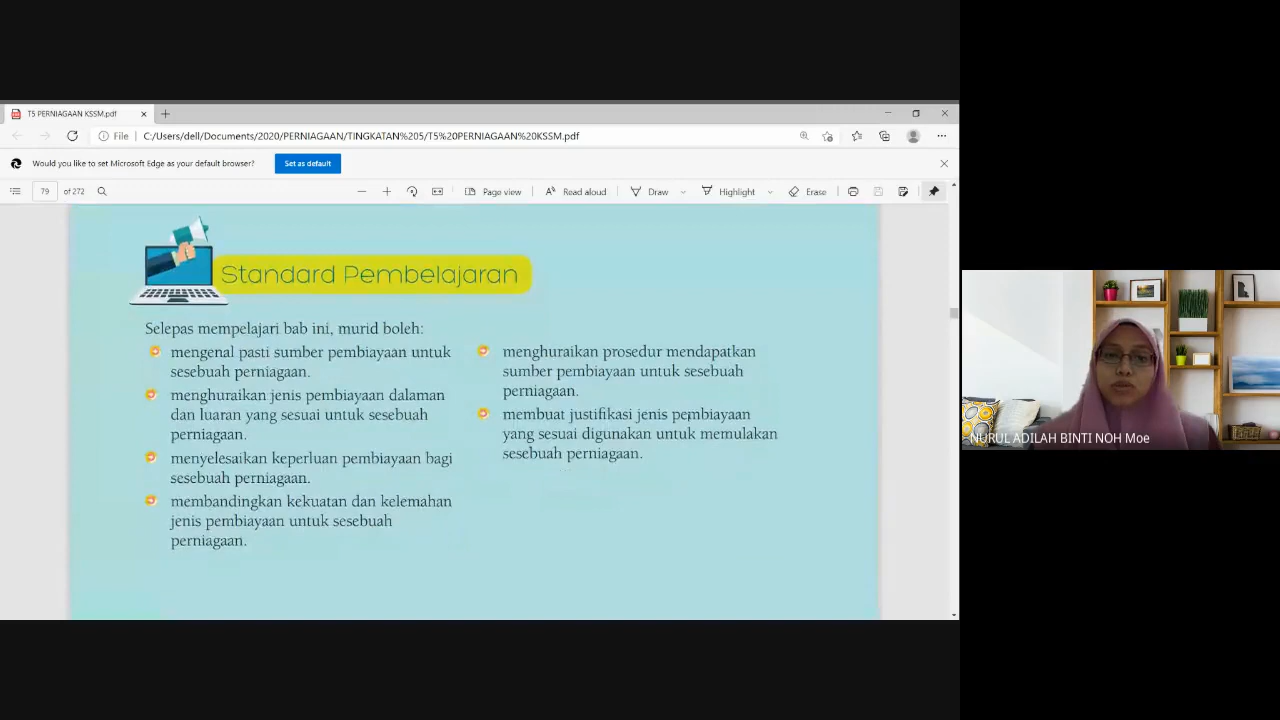 T5 PERNIAGAAN KSSM.pdf
File
C:/Users/dell/Documents/2020/PERNIAGAAN/TINGKATAN%205/T5%20PERNIAGAAN%20KSSM.pdf
Would you like to set Microsoft Edge as your default browser?
Set as default
79
of 272
Page view
Read aloud
Draw
Highlight
Erase
Standard Pembelajaran
Selepas mempelajari bab ini, murid boleh:
mengenal pasti sumber pembiayaan untuk
sesebuah perniagaan.
menghuraikan jenis pembiayaan dalaman
dan luaran yang sesuai untuk sesebuah
perniagaan.
menyelesaikan keperluan pembiayaan bagi
sesebuah perniagaan.
membandingkan kekuatan dan kelemahan
jenis pembiayaan untuk sesebuah
perniagaan.
menghuraikan prosedur mendapatkan
sumber pembiayaan untuk sesebuah
perniagaan.
membuat justifikasi jenis pembiayaan
yang sesuai digunakan untuk memulakan
sesebuah perniagaan.
NURUL ADILAH BINTI NOH Moe